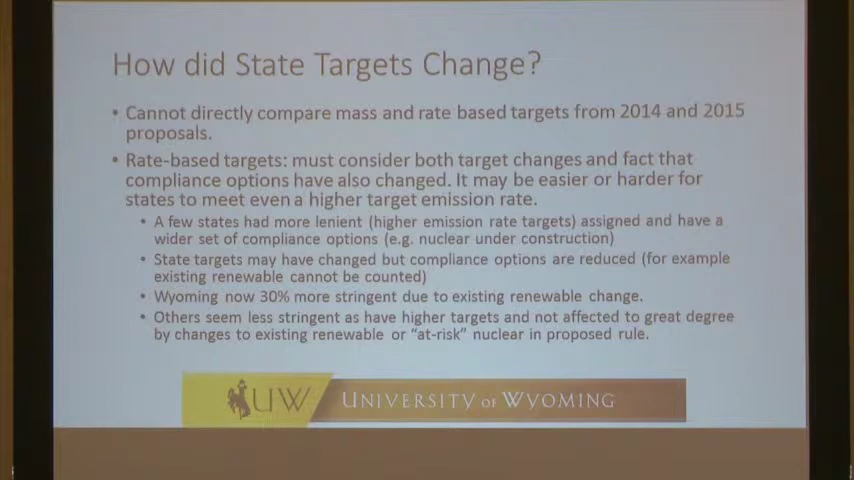 How did State Targets Change?
• Cannot directly compare mass and rate based targets from 2014 and 2015
proposals.
• Rate-based targets: must consider both target changes and fact that
compliance options have also changed. It may be easier or harder for
states to meet even a higher target emission rate.
• A few states had more lenient (higher emission rate targets) assigned and have a
wider set of compliance options (e.g. nuclear under construction)
• State targets may have changed but compliance options are reduced (for example
existing renewable cannot be counted)
• Wyoming now 30% more stringent due to existing renewable change.
• Others seem less stringent as have higher targets and not affected to great degree
by changes to existing renewable or “at-risk” nuclear in proposed rule.
UW UNIVERSITY OF WYOMING